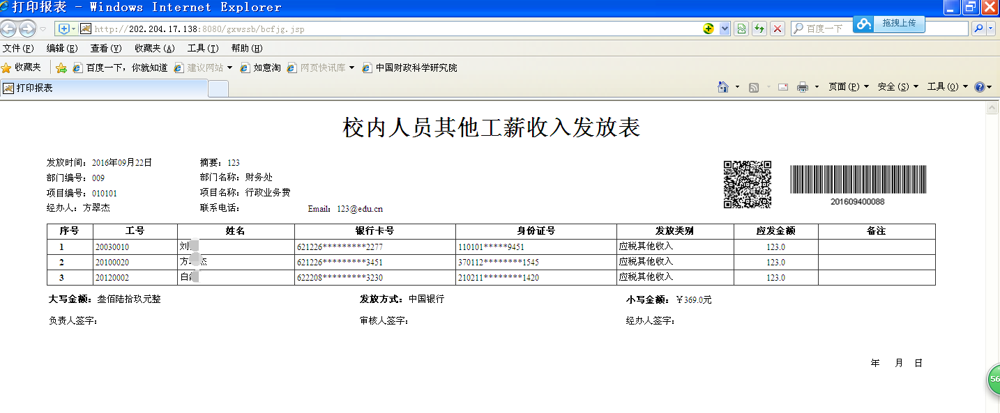 打印报表 - Windows Internet Explorer
http://202.204.17.138:8080/gxwssb/bcfjg.jsp 百度一下 拖拽上传
文件(F) 编辑(E) 查看(V) 收藏夹(A) 工具(T) 帮助(H)
收藏夹 百度一下，你就知道 建议网站 如意淘 网页快讯库 中国财政科学研究院
打印报表 页面(P) 安全(S) 工具(O)
校内人员其他工薪收入发放表
发放时间：2016年09月22日 摘要：123
部门编号：009 部门名称：财务处
项目编号：010101 项目名称：行政业务费
经办人：方翠杰 联系电话： Email：123@edu.cn
201609400088
序号 工号 姓名 银行卡号 身份证号 发放类别 应发金额 备注
1 20030010 刘 621226*********2277 110101*****9451 应税其他收入 123.0
2 20100020 方 杰 621226*********3451 370112********1545 应税其他收入 123.0
3 20120002 白 622208*********3230 210211********1420 应税其他收入 123.0
大写金额：叁佰陆拾玖元整 发放方式：中国银行 小写金额：￥369.0元
负责人签字： 审核人签字： 经办人签字：
年 月 日
56